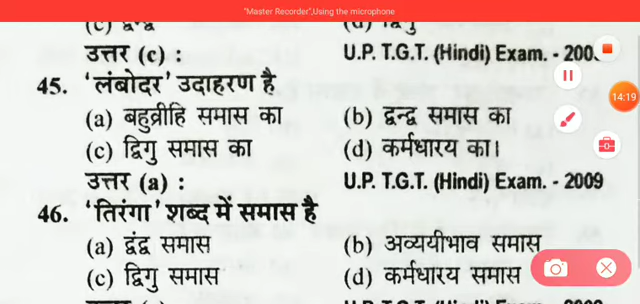 "Master Recorder",Using the microphone
(c) द्वन्द्व (d) द्विगु
उत्तर (c) : U.P. T.G.T. (Hindi) Exam. - 200
14:19
45. 'लंबोदर' उदाहरण है
(a) बहुव्रीहि समास का (b) द्वन्द्व समास का
(c) द्विगु समास का (d) कर्मधारय का।
उत्तर (a) : U.P. T.G.T. (Hindi) Exam. - 2009
46. 'तिरंगा' शब्द में समास है
(a) द्वंद्व समास (b) अव्ययीभाव समास
(c) द्विगु समास (d) कर्मधारय समास